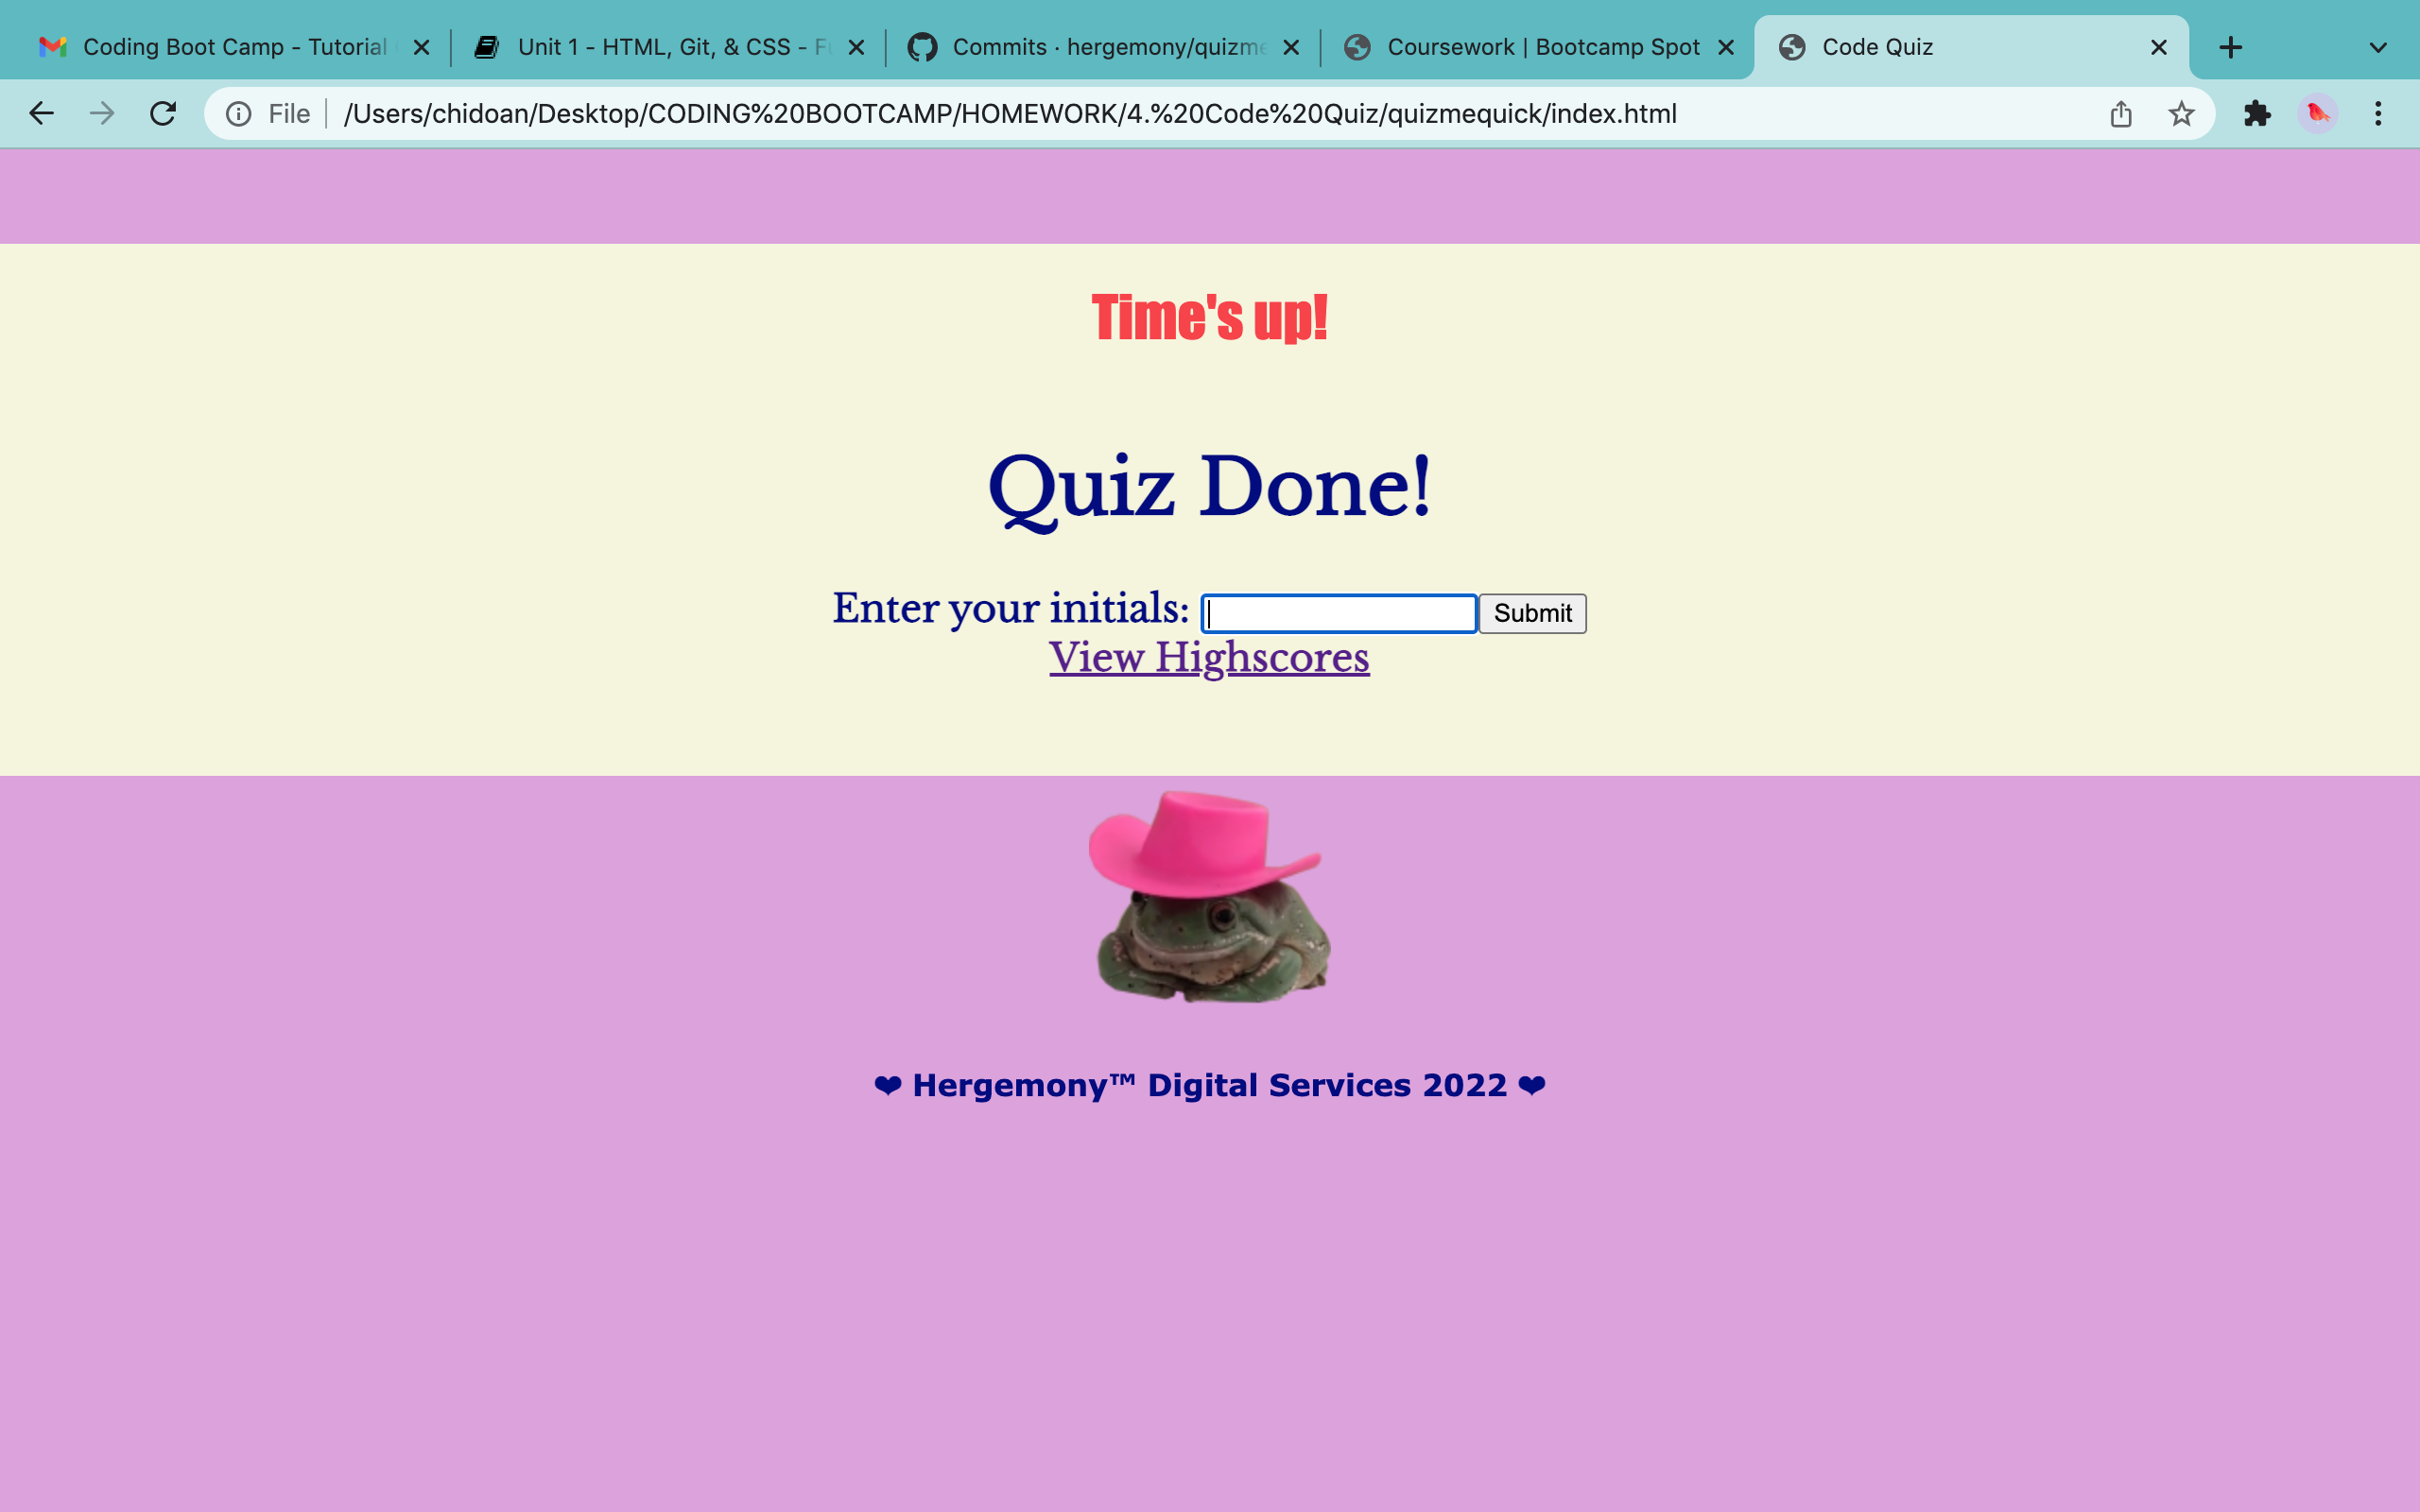 Coding Boot Camp - Tutorial
Unit 1 - HTML, Git, & CSS -
Commits · hergemony/quizme
Coursework | Bootcamp Spot
Code Quiz
File
/Users/chidoan/Desktop/CODING%20BOOTCAMP/HOMEWORK/4.%20Code%20Quiz/quizmequick/index.html
Time's up!
Quiz Done!
Enter your initials: Submit
View Highscores
❤ Hergemony™ Digital Services 2022 ❤